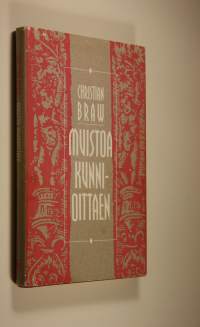 CHRISTIAN
BRAW
MUISTOA
KUNNI-
OITTAEN